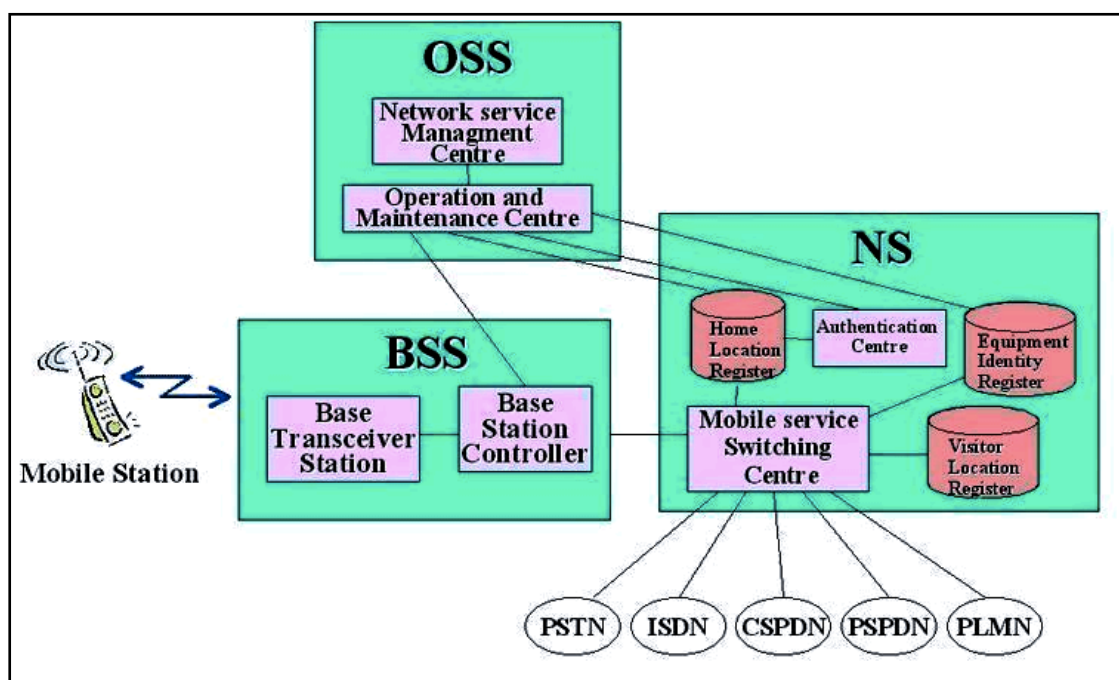 OSS
Network service
Managment
Centre
Operation and
Maintenance Centre
NS
Home
Location
Register
Authentication
Centre
Equipment
Identity
Register
BSS
Base
Transceiver
Station
Base
Station
Controller
Mobile service
Switching
Centre
Visitor
Location
Register
Mobile Station
PSTN
ISDN
CSPDN
PSPDN
PLMN